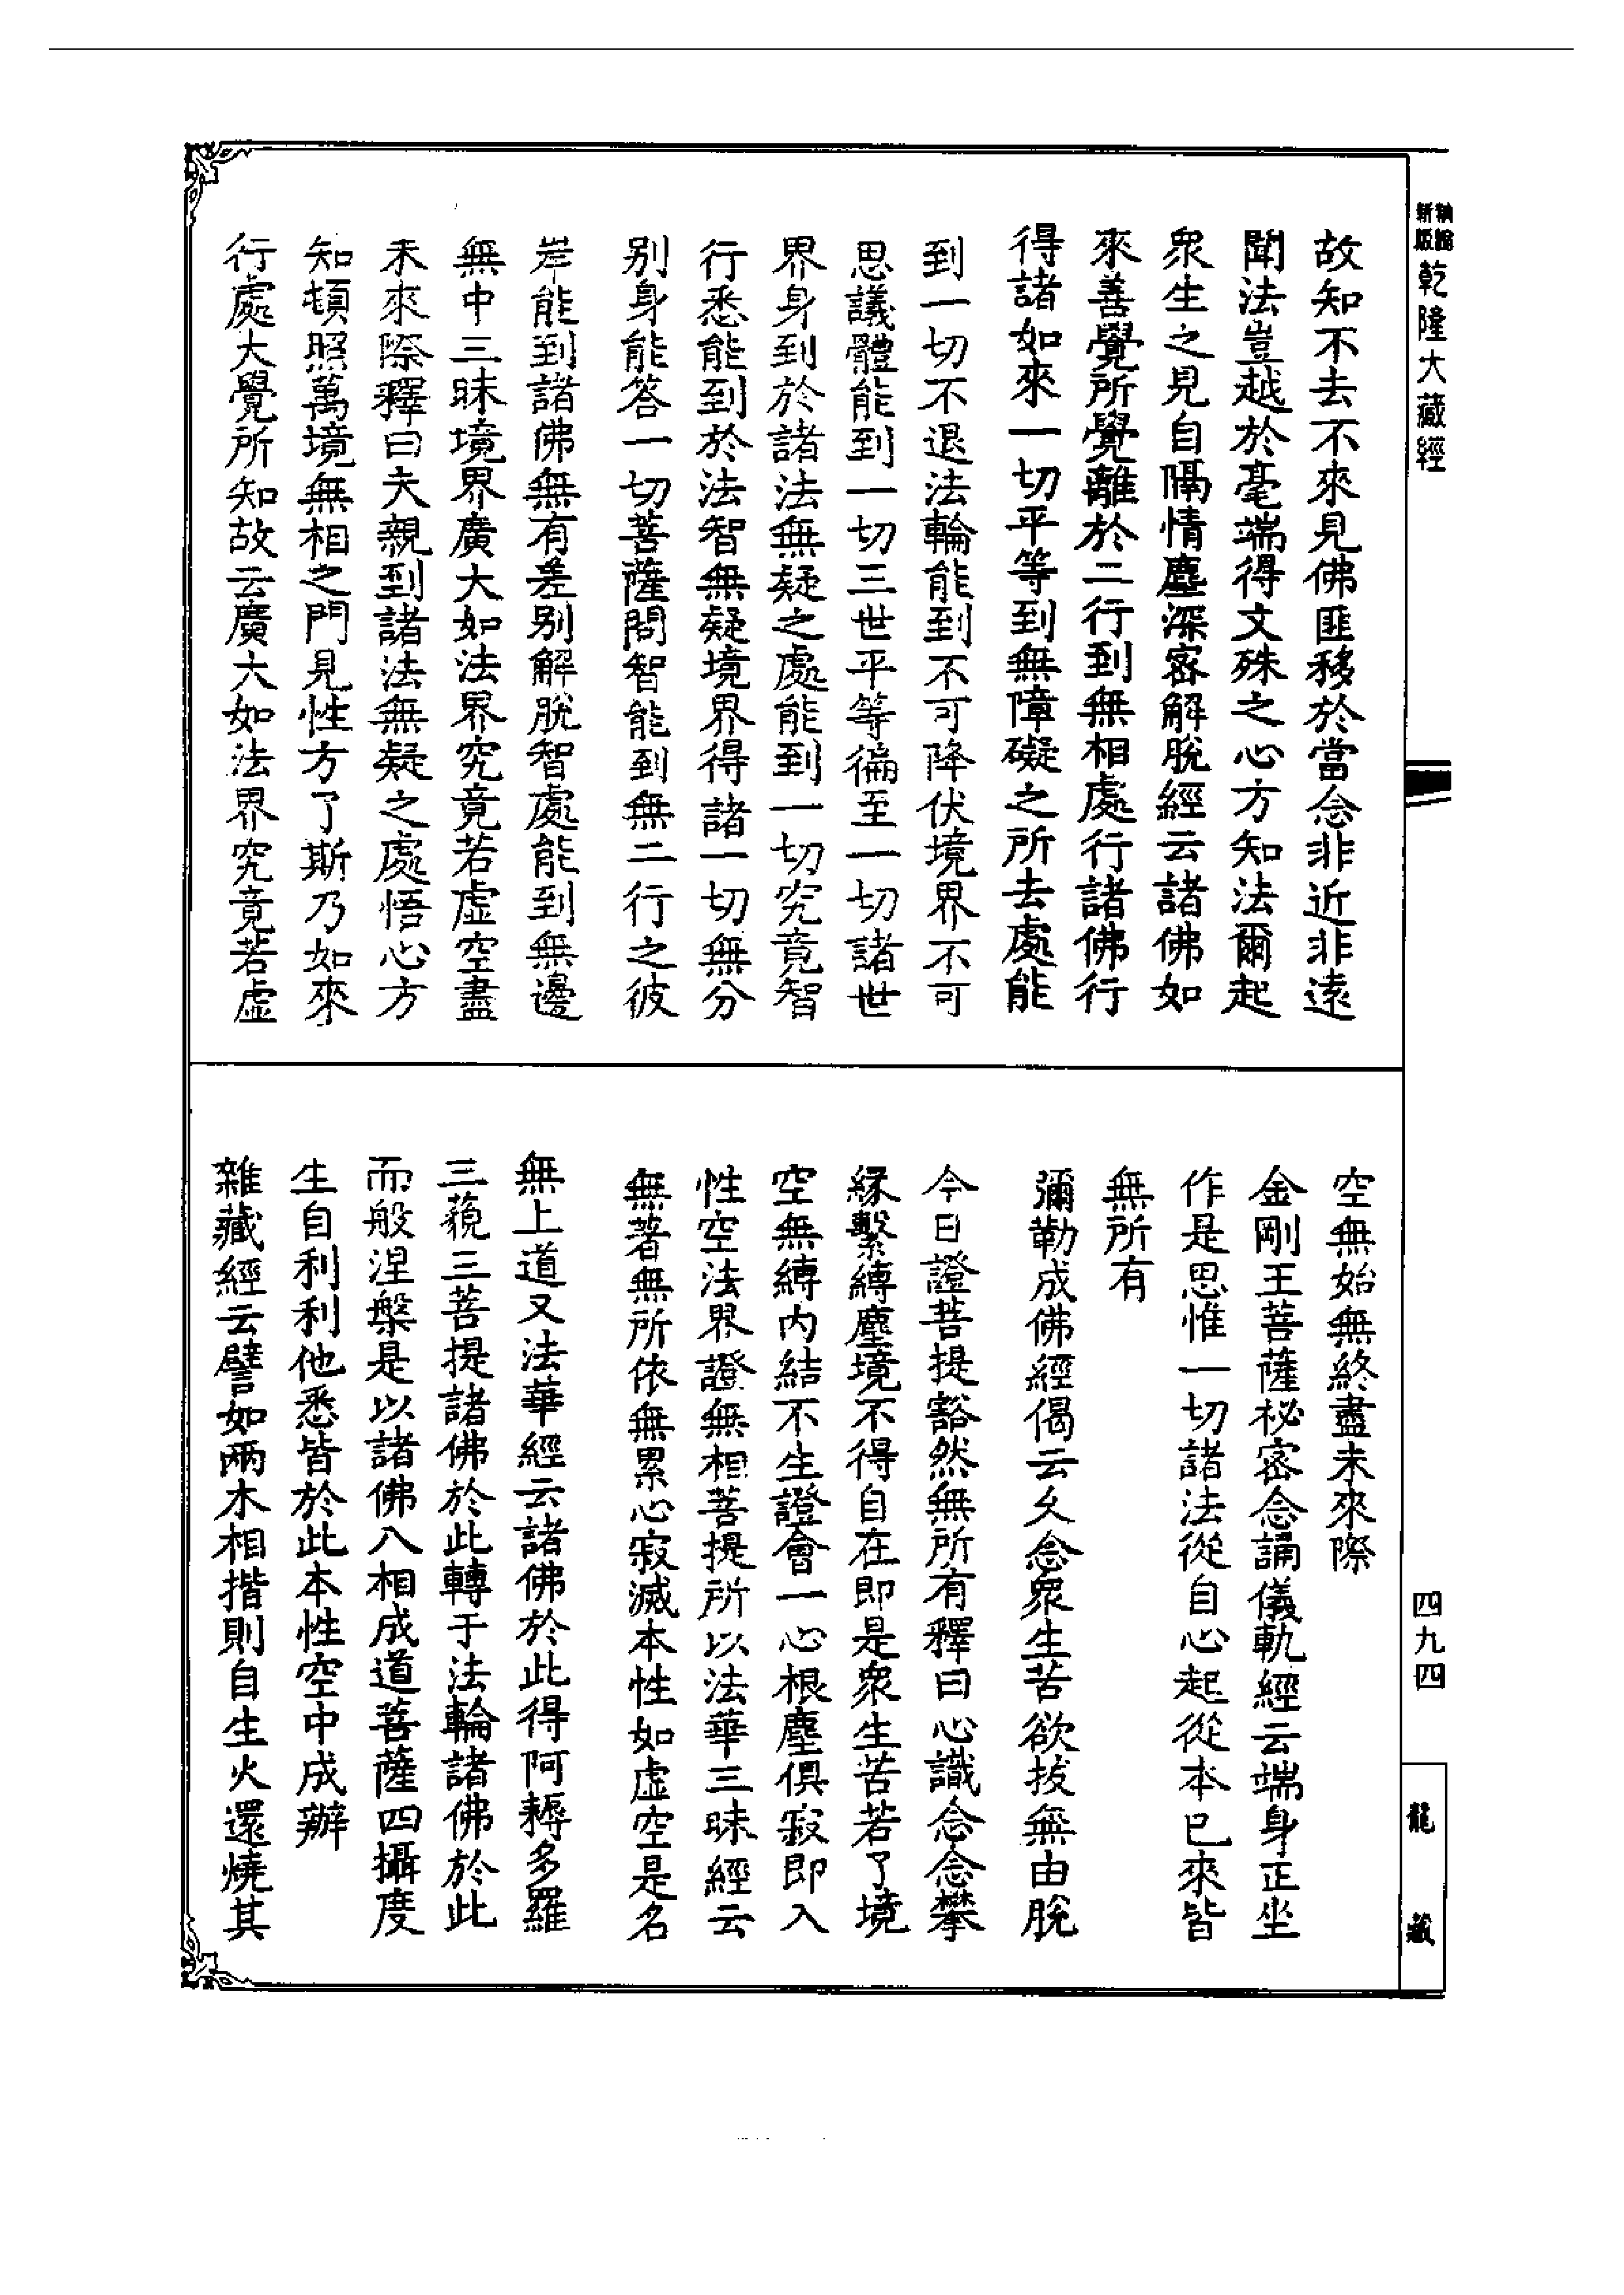 新版
乾隆大藏經
故知不去不來見佛匪移於當念非近非遠
聞法豈越於毫端得文殊之心方知法爾起
眾生之見自隔情塵深密解脫經云諸佛如
來善覺所覺離於二行到無相處行諸佛行
得諸如來一切平等到無障礙之所去處能
到一切不退法輪能到不可降伏境界不可
思議體能到一切三世平等徧至一切諸世
界身到於諸法無疑之處能到一切究竟智
行悉能到於法智無疑境界得諸一切無分
别身能答一切菩薩問智能到無二行之彼
岸能到諸佛無有差别解脫智處能到無邊
無中三昧境界廣大如法界究竟若虛空盡
未來際釋曰夫親到諸法無疑之處悟心方
知頓照萬境無相之門見性方了斯乃如來
行處大覺所知故云廣大如法界究竟若虛
空無始無終盡未來際
金剛王菩薩祕密念誦儀軌經云端身正坐
作是思惟一切諸法從自心起從本已來皆
無所有
彌勒成佛經偈云久念衆生苦欲拔無由脫
今日證菩提豁然無所有釋曰心識念念攀
緣繫縛塵境不得自在即是衆生苦若了境
空無縛內結不生證會一心根塵俱寂即入
性空法界證無相菩提所以法華三昧經云
無著無所依無累心寂滅本性如虛空是名
無上道又法華經云諸佛於此得阿耨多羅
三藐三菩提諸佛於此轉于法輪諸佛於此
而般涅槃是以諸佛八相成道菩薩四攝度
生自利利他悉皆於此本性空中成辦
雜藏經云譬如兩木相揩則自生火還燒其
四九四
龍藏